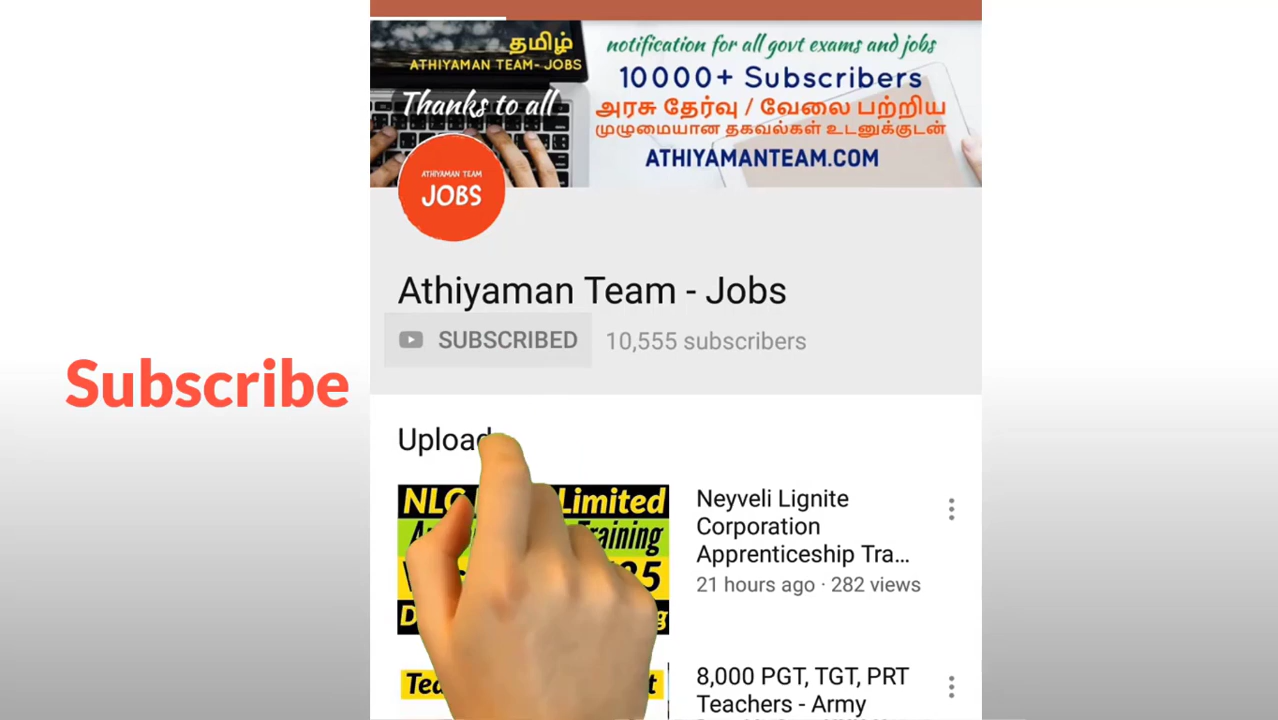 தமிழ்
ATHIYAMAN TEAM- JOBS
Thanks to all
notification for all govt exams and jobs
10000+ Subscribers
அரசு தேர்வு / வேலை பற்றிய
முழுமையான தகவல்கள் உடனுக்குடன்
ATHIYAMANTEAM.COM
ATHIYAMAN TEAM
JOBS
Athiyaman Team - Jobs
SUBSCRIBED
10,555 subscribers
Subscribe
Upload
NLC
Limited
Training
Neyveli Lignite
Corporation
Apprenticeship Tra...
21 hours ago · 282 views
8,000 PGT, TGT, PRT
Teachers - Army